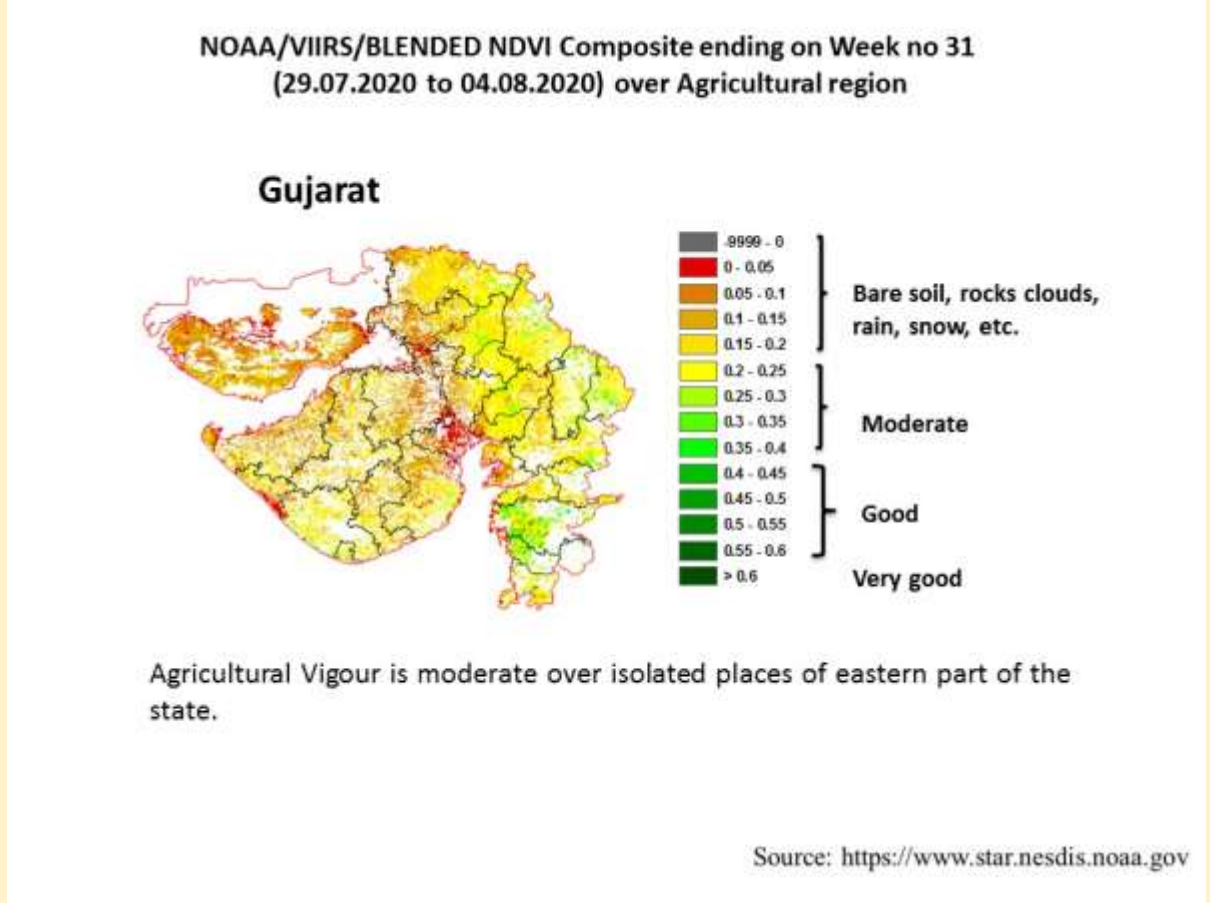 NOAA/VIIRS/BLENDED NDVI Composite ending on Week no 31
(29.07.2020 to 04.08.2020) over Agricultural region
Gujarat
-9999 - 0
0 - 0.05
0.05 - 0.1
0.1 - 0.15
0.15 - 0.2
0.2 - 0.25
0.25 - 0.3
0.3 - 0.35
0.35 - 0.4
0.4 - 0.45
0.45 - 0.5
0.5 - 0.55
0.55 - 0.6
> 0.6
Bare soil, rocks clouds,
rain, snow, etc.
Moderate
Good
Very good
Agricultural Vigour is moderate over isolated places of eastern part of the
state.
Source: https://www.star.nesdis.noaa.gov